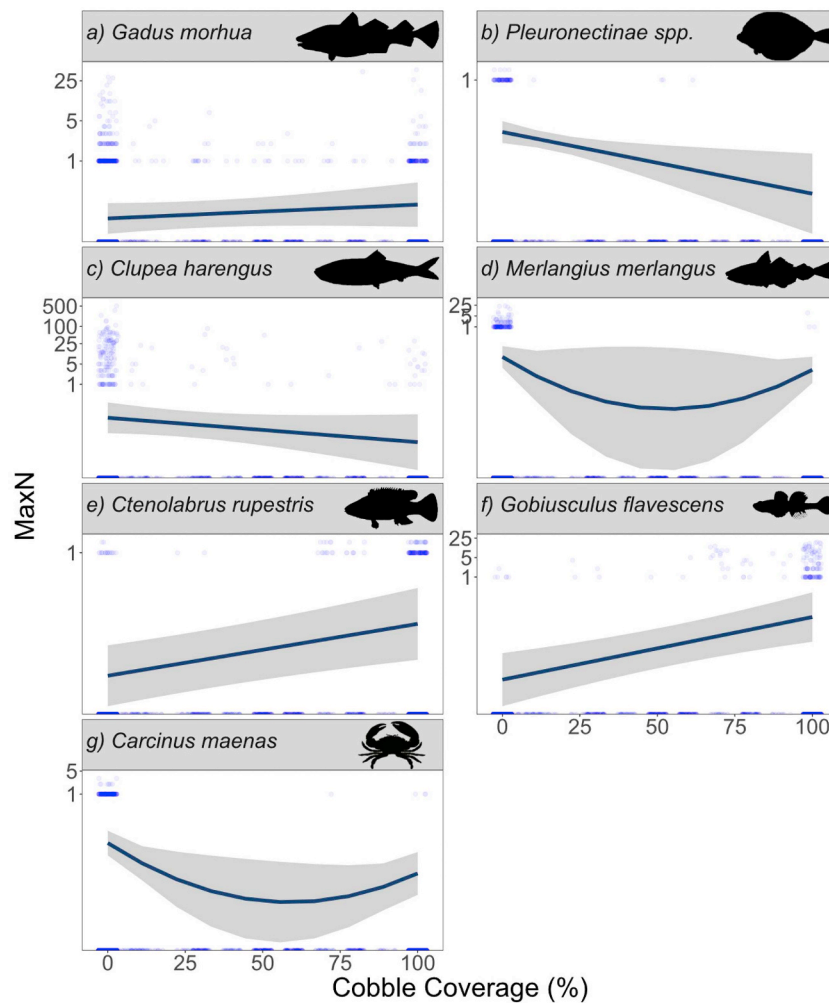 a) Gadus morhua
b) Pleuronectinae spp.
25
5
1
1
c) Clupea harengus
d) Merlangius merlangus
500
100
25
5
1
25
5
1
MaxN
e) Ctenolabrus rupestris
f) Gobiusculus flavescens
1
25
5
1
g) Carcinus maenas
0 25 50 75 100
5
1
0 25 50 75 100
Cobble Coverage (%)